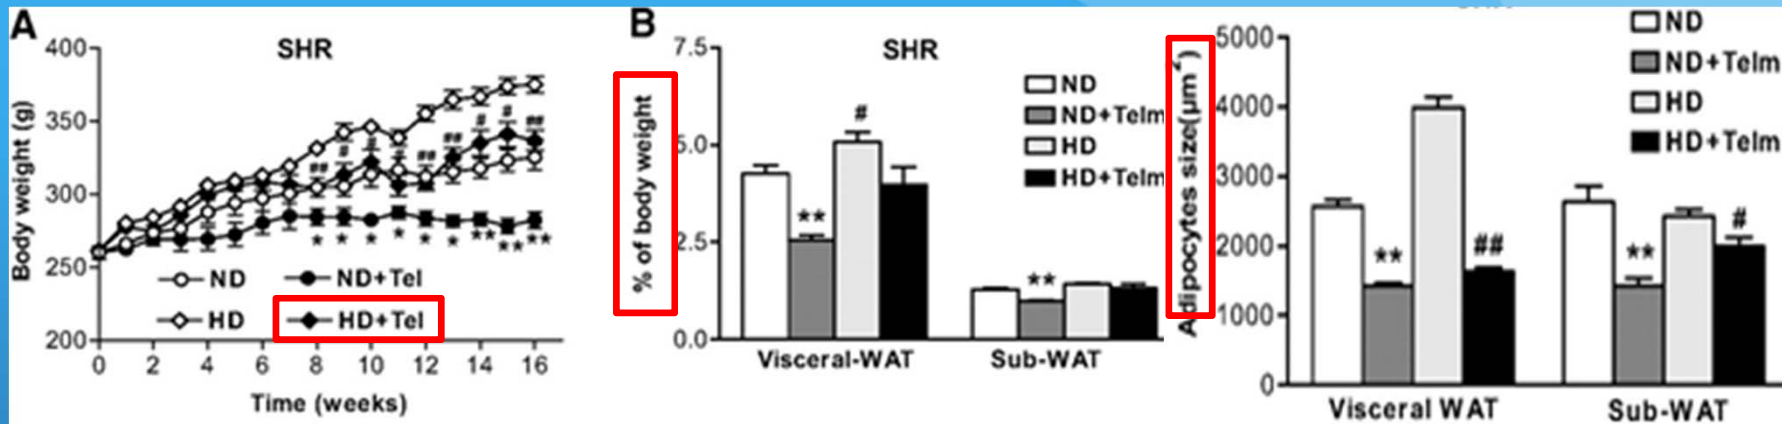 A
SHR
400
350
300
250
200
Body weight (g)
##
#
#
#
##
##
#
#
##
*
*
*
*
*
*
**
**
**
ND
ND+Tel
HD
HD+Tel
0 2 4 6 8 10 12 14 16
Time (weeks)
B
SHR
7.5
5.0
2.5
0.0
% of body weight
ND
ND+Telm
HD
HD+Telm
**
#
**
Visceral-WAT Sub-WAT
5000
4000
3000
2000
1000
0
Adipocytes size(μm²)
ND
ND+Telm
HD
HD+Telm
**
##
**
#
Visceral WAT Sub-WAT